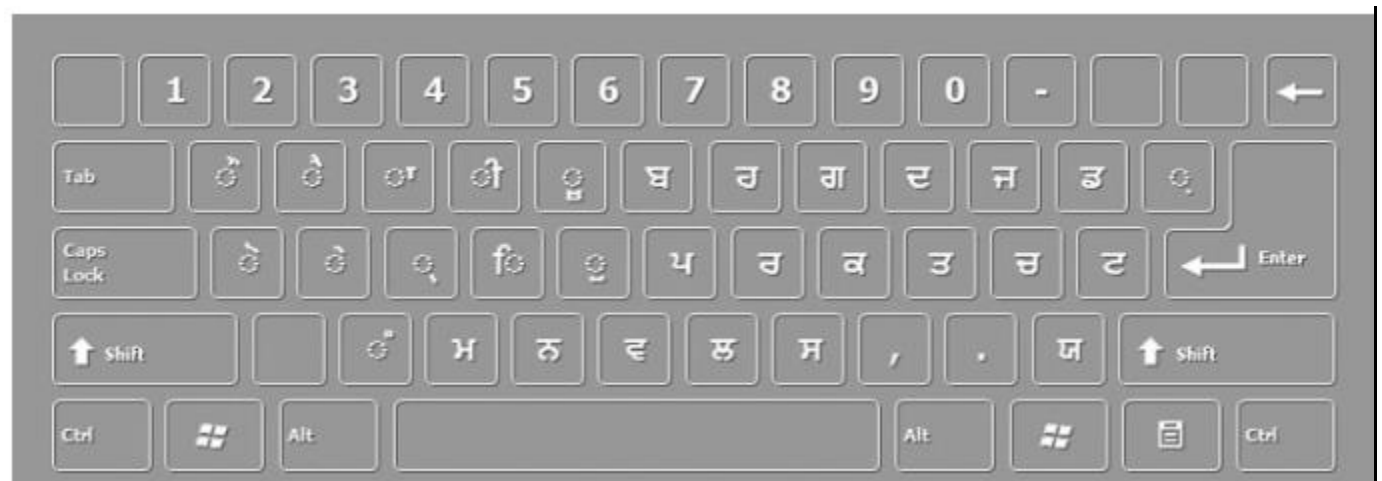 1 2 3 4 5 6 7 8 9 0 -
Tab ◌ੌ ◌ੈ ◌ਾ ◌ੀ ◌ੂ ਬ ਹ ਗ ਦ ਜ ਡ ◌਼
Caps Lock ◌ੋ ◌ੇ ◌੍ ◌ਿ ◌ੁ ਪ ਰ ਕ ਤ ਚ ਟ Enter
Shift ◌ੰ ਮ ਨ ਵ ਲ ਸ , . ਯ Shift
Ctrl Alt Alt Ctrl